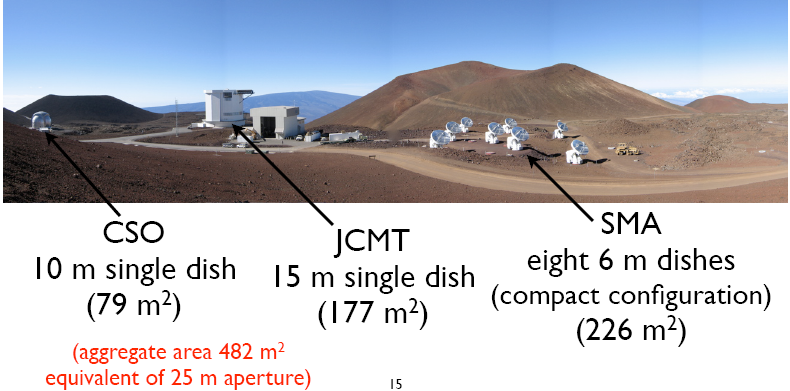 CSO
10 m single dish
(79 m²)
JCMT
15 m single dish
(177 m²)
SMA
eight 6 m dishes
(compact configuration)
(226 m²)
(aggregate area 482 m²
equivalent of 25 m aperture)
15